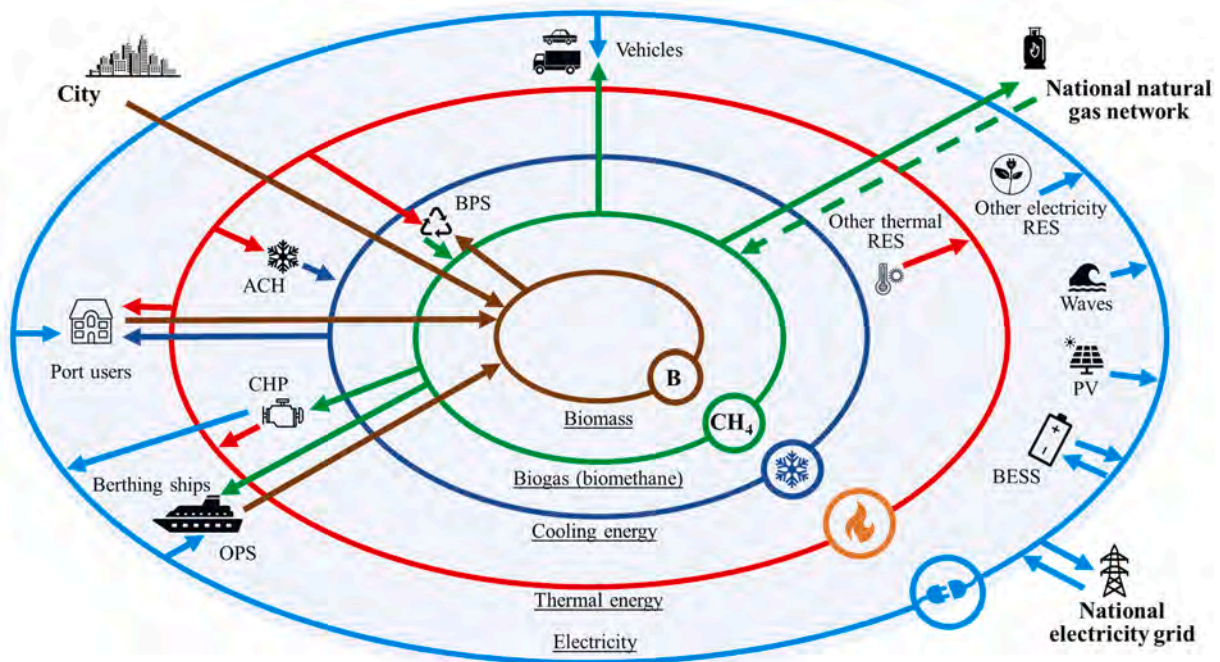 City
Vehicles
National natural
gas network
BPS
Other thermal
RES
Other electricity
RES
ACH
Waves
Port users
PV
CHP
B
Biomass
CH₄
BESS
Berthing ships
Biogas (biomethane)
OPS
Cooling energy
Thermal energy
National
electricity grid
Electricity